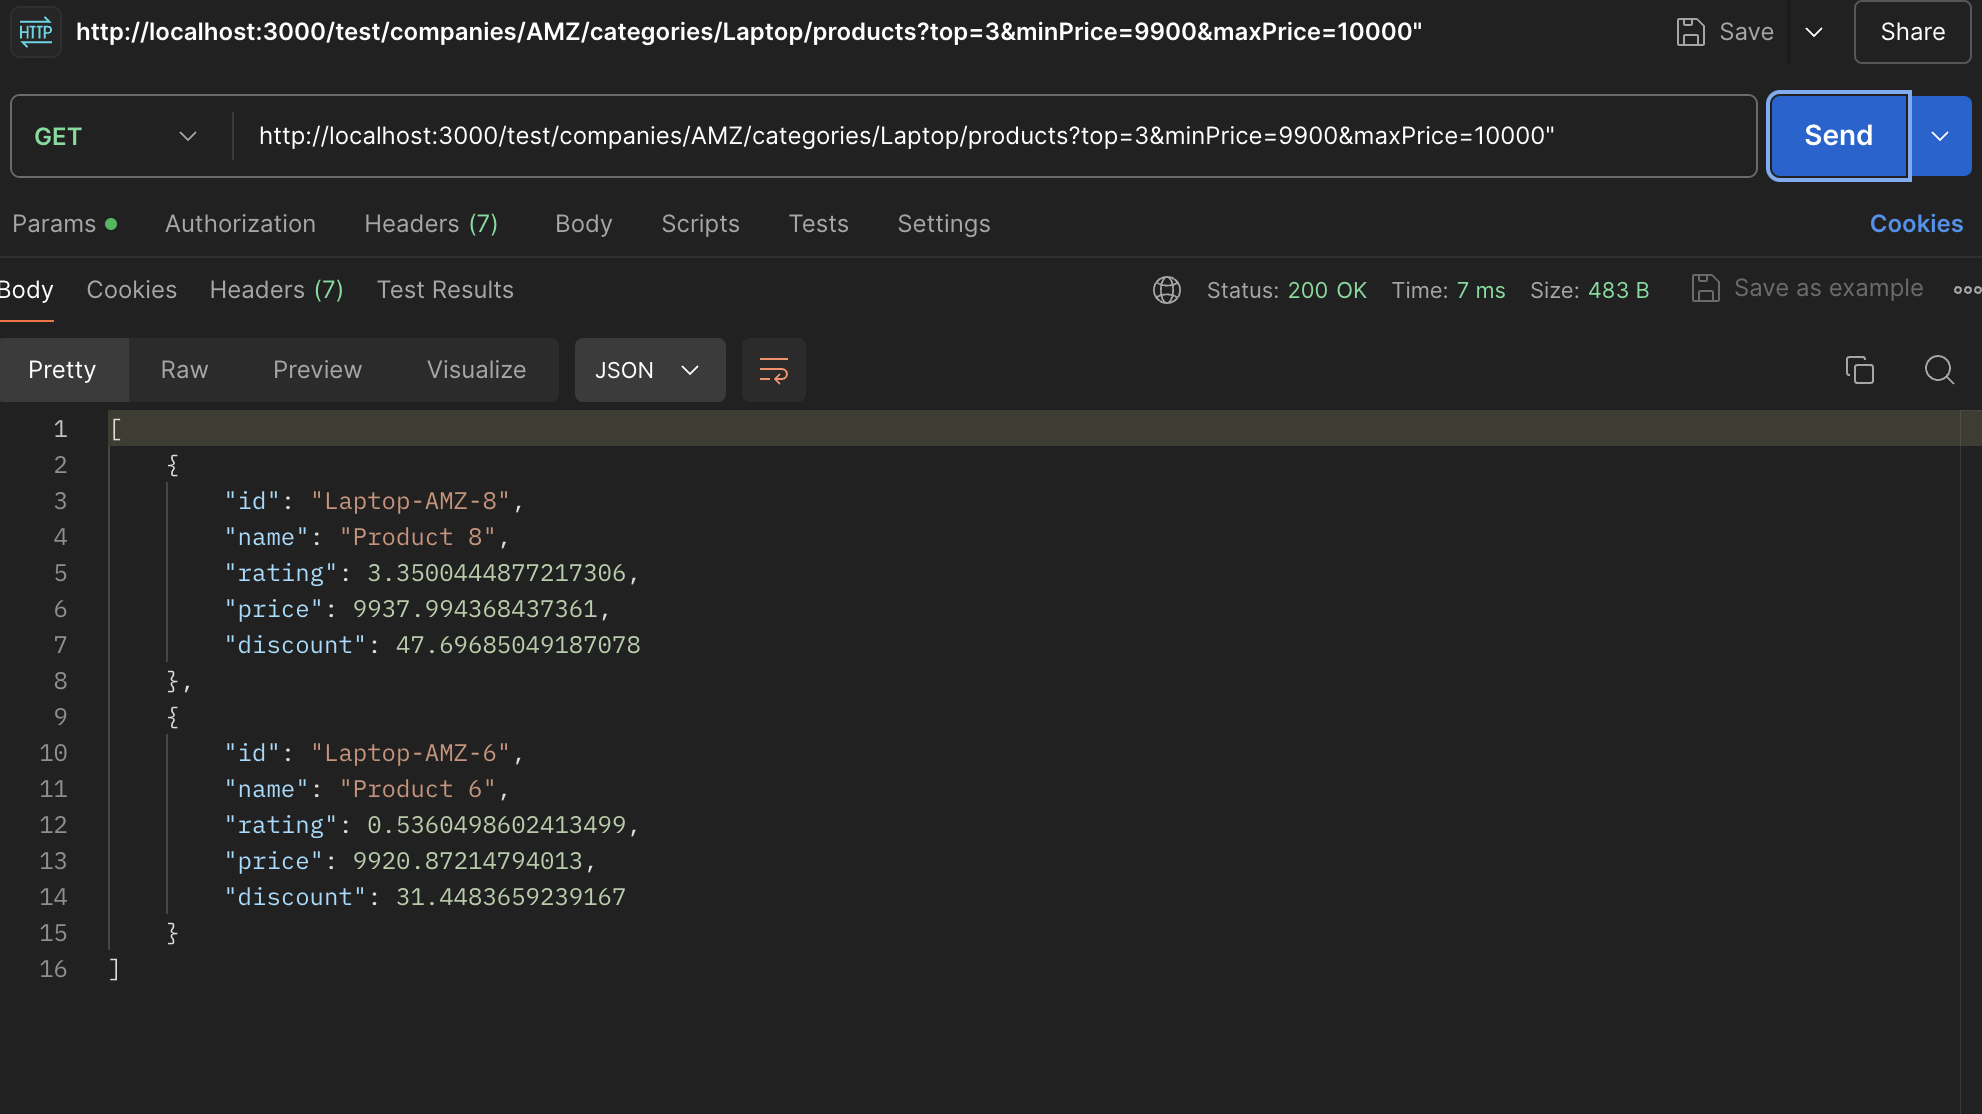 HTTP http://localhost:3000/test/companies/AMZ/categories/Laptop/products?top=3&minPrice=9900&maxPrice=10000" Save Share
GET http://localhost:3000/test/companies/AMZ/categories/Laptop/products?top=3&minPrice=9900&maxPrice=10000" Send
Params Authorization Headers (7) Body Scripts Tests Settings Cookies
Body Cookies Headers (7) Test Results Status: 200 OK Time: 7 ms Size: 483 B Save as example
Pretty Raw Preview Visualize JSON
1 [
2 {
3 "id": "Laptop-AMZ-8",
4 "name": "Product 8",
5 "rating": 3.3500444877217306,
6 "price": 9937.994368437361,
7 "discount": 47.69685049187078
8 },
9 {
10 "id": "Laptop-AMZ-6",
11 "name": "Product 6",
12 "rating": 0.5360498602413499,
13 "price": 9920.87214794013,
14 "discount": 31.4483659239167
15 }
16 ]